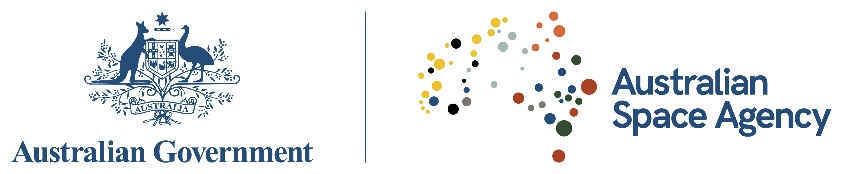 AUSTRALIA
Australian Government
Australian
Space Agency